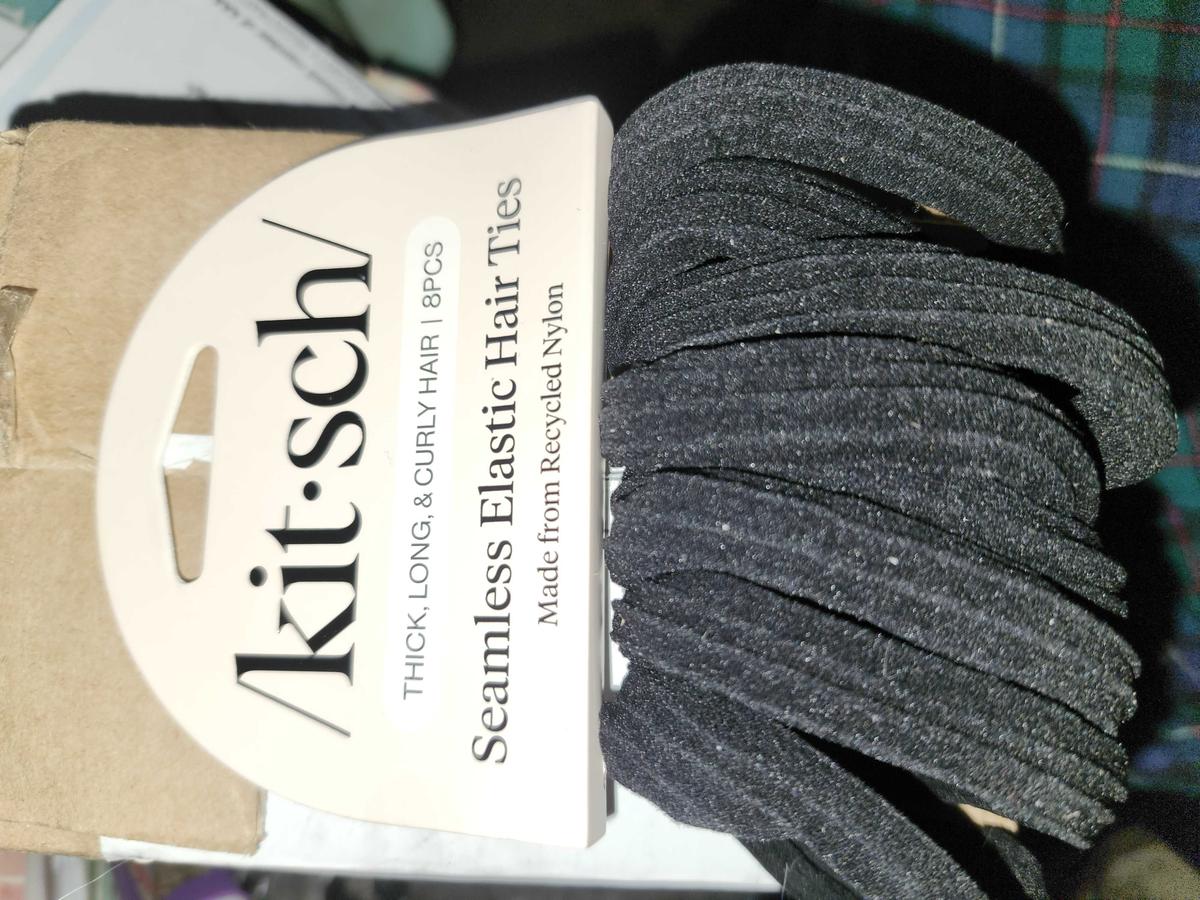 /kit·sch/
THICK, LONG, & CURLY HAIR | 8PCS
Seamless Elastic Hair Ties
Made from Recycled Nylon